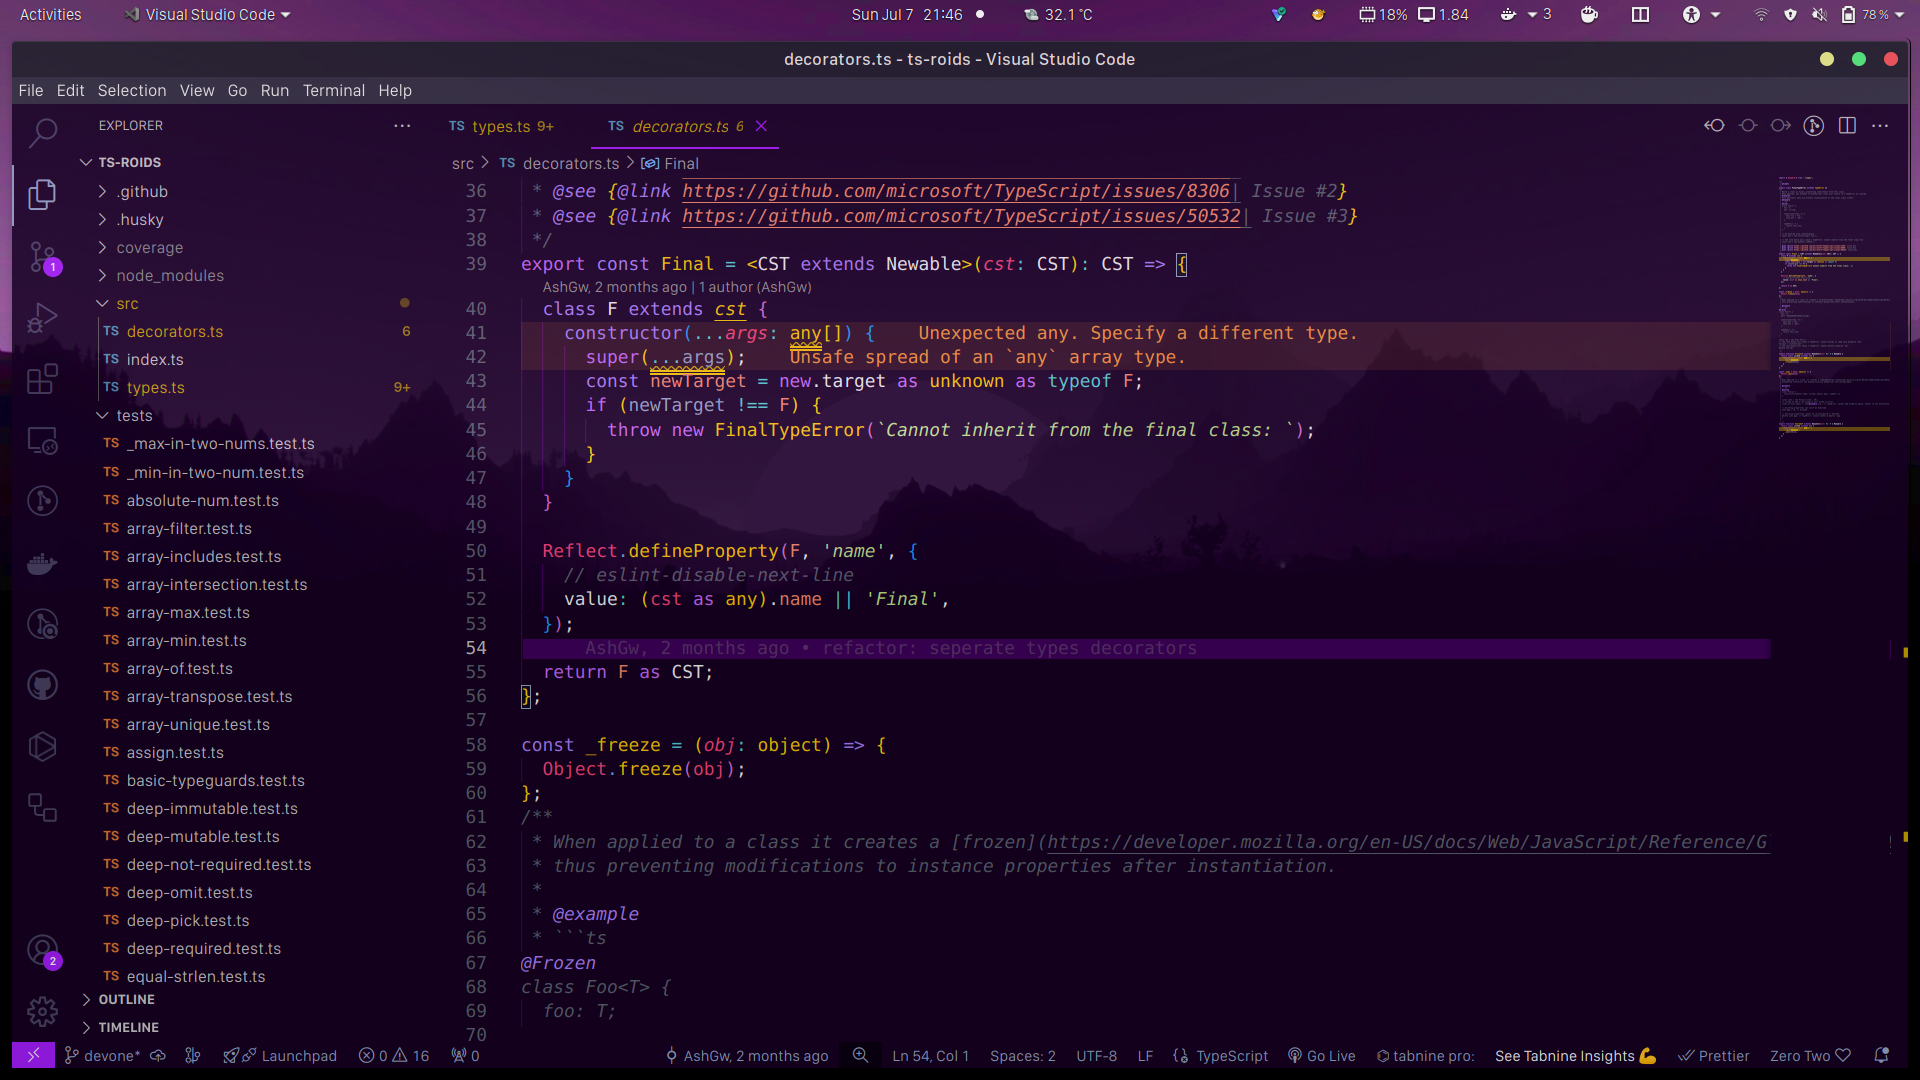 Activities
Visual Studio Code
Sun Jul 7 21:46
32.1 °C
18%
1.84
3
78 %
decorators.ts - ts-roids - Visual Studio Code
File Edit Selection View Go Run Terminal Help
EXPLORER
TS-ROIDS
.github
.husky
coverage
node_modules
src
TS decorators.ts 6
TS index.ts
TS types.ts 9+
tests
TS _max-in-two-nums.test.ts
TS _min-in-two-num.test.ts
TS absolute-num.test.ts
TS array-filter.test.ts
TS array-includes.test.ts
TS array-intersection.test.ts
TS array-max.test.ts
TS array-min.test.ts
TS array-of.test.ts
TS array-transpose.test.ts
TS array-unique.test.ts
TS assign.test.ts
TS basic-typeguards.test.ts
TS deep-immutable.test.ts
TS deep-mutable.test.ts
TS deep-not-required.test.ts
TS deep-omit.test.ts
TS deep-pick.test.ts
TS deep-required.test.ts
TS equal-strlen.test.ts
OUTLINE
TIMELINE
1
2
TS types.ts 9+
TS decorators.ts 6
src > TS decorators.ts > Final
36 * @see {@link https://github.com/microsoft/TypeScript/issues/8306| Issue #2}
37 * @see {@link https://github.com/microsoft/TypeScript/issues/50532| Issue #3}
38 */
39 export const Final = <CST extends Newable>(cst: CST): CST => {
AshGw, 2 months ago | 1 author (AshGw)
40 class F extends cst {
41 constructor(...args: any[]) { Unexpected any. Specify a different type.
42 super(...args); Unsafe spread of an `any` array type.
43 const newTarget = new.target as unknown as typeof F;
44 if (newTarget !== F) {
45 throw new FinalTypeError(`Cannot inherit from the final class: `);
46 }
47 }
48 }
49
50 Reflect.defineProperty(F, 'name', {
51 // eslint-disable-next-line
52 value: (cst as any).name || 'Final',
53 });
54 AshGw, 2 months ago • refactor: seperate types decorators
55 return F as CST;
56 };
57
58 const _freeze = (obj: object) => {
59 Object.freeze(obj);
60 };
61 /**
62 * When applied to a class it creates a [frozen](https://developer.mozilla.org/en-US/docs/Web/JavaScript/Reference/G
63 * thus preventing modifications to instance properties after instantiation.
64 *
65 * @example
66 * ```ts
67 @Frozen
68 class Foo<T> {
69 foo: T;
70
devone* Launchpad 0 16 0 AshGw, 2 months ago Ln 54, Col 1 Spaces: 2 UTF-8 LF TypeScript Go Live tabnine pro: See Tabnine Insights 💪 Prettier Zero Two